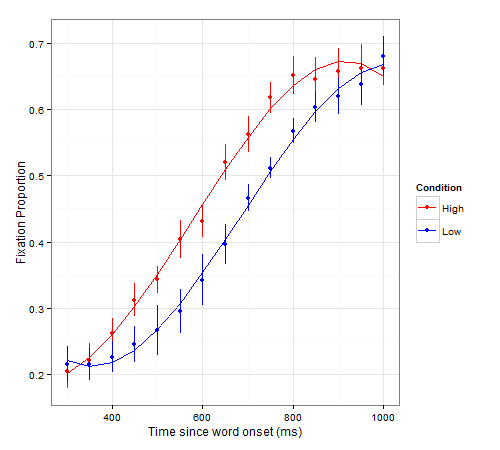 0.7
0.6
0.5
0.4
0.3
0.2
Fixation Proportion
400 600 800 1000
Time since word onset (ms)
Condition
High
Low